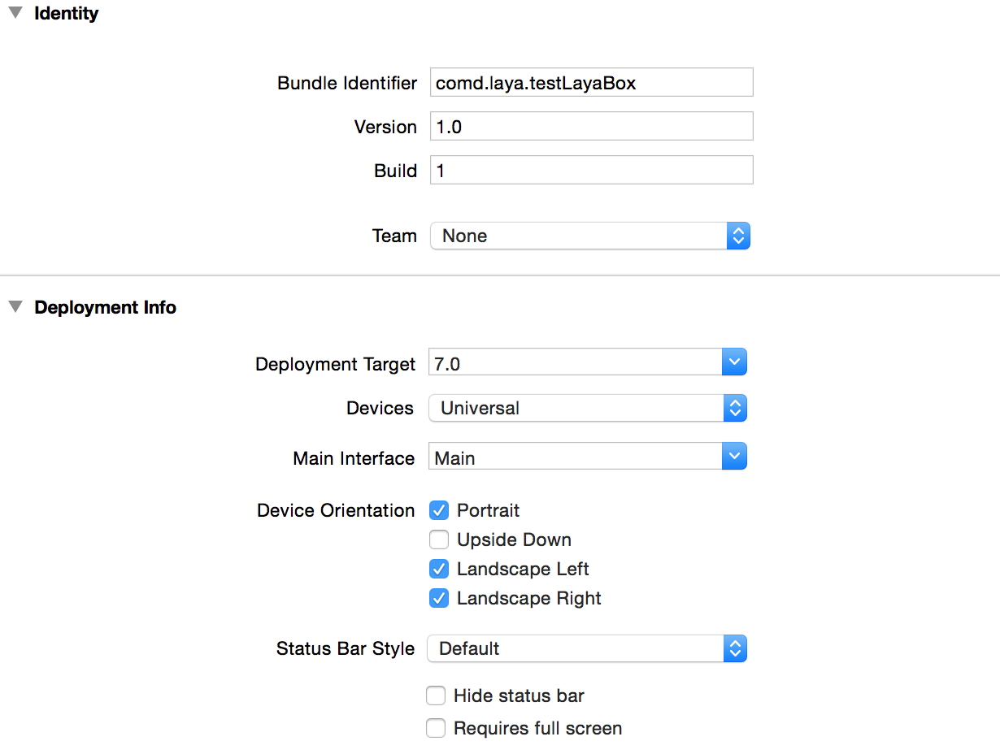 Identity
Bundle Identifier comd.laya.testLayaBox
Version 1.0
Build 1
Team None
Deployment Info
Deployment Target 7.0
Devices Universal
Main Interface Main
Device Orientation Portrait
Upside Down
Landscape Left
Landscape Right
Status Bar Style Default
Hide status bar
Requires full screen